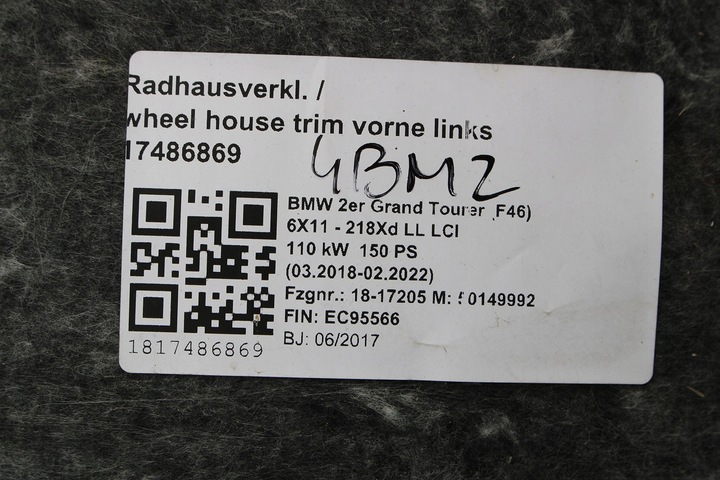 Radhausverkl. /
wheel house trim vorne links
17486869
4BM2
BMW 2er Grand Tourer (F46)
6X11 - 218Xd LL LCI
110 kW 150 PS
(03.2018-02.2022)
Fzgnr.: 18-17205 M: 50149992
FIN: EC95566
BJ: 06/2017
1817486869